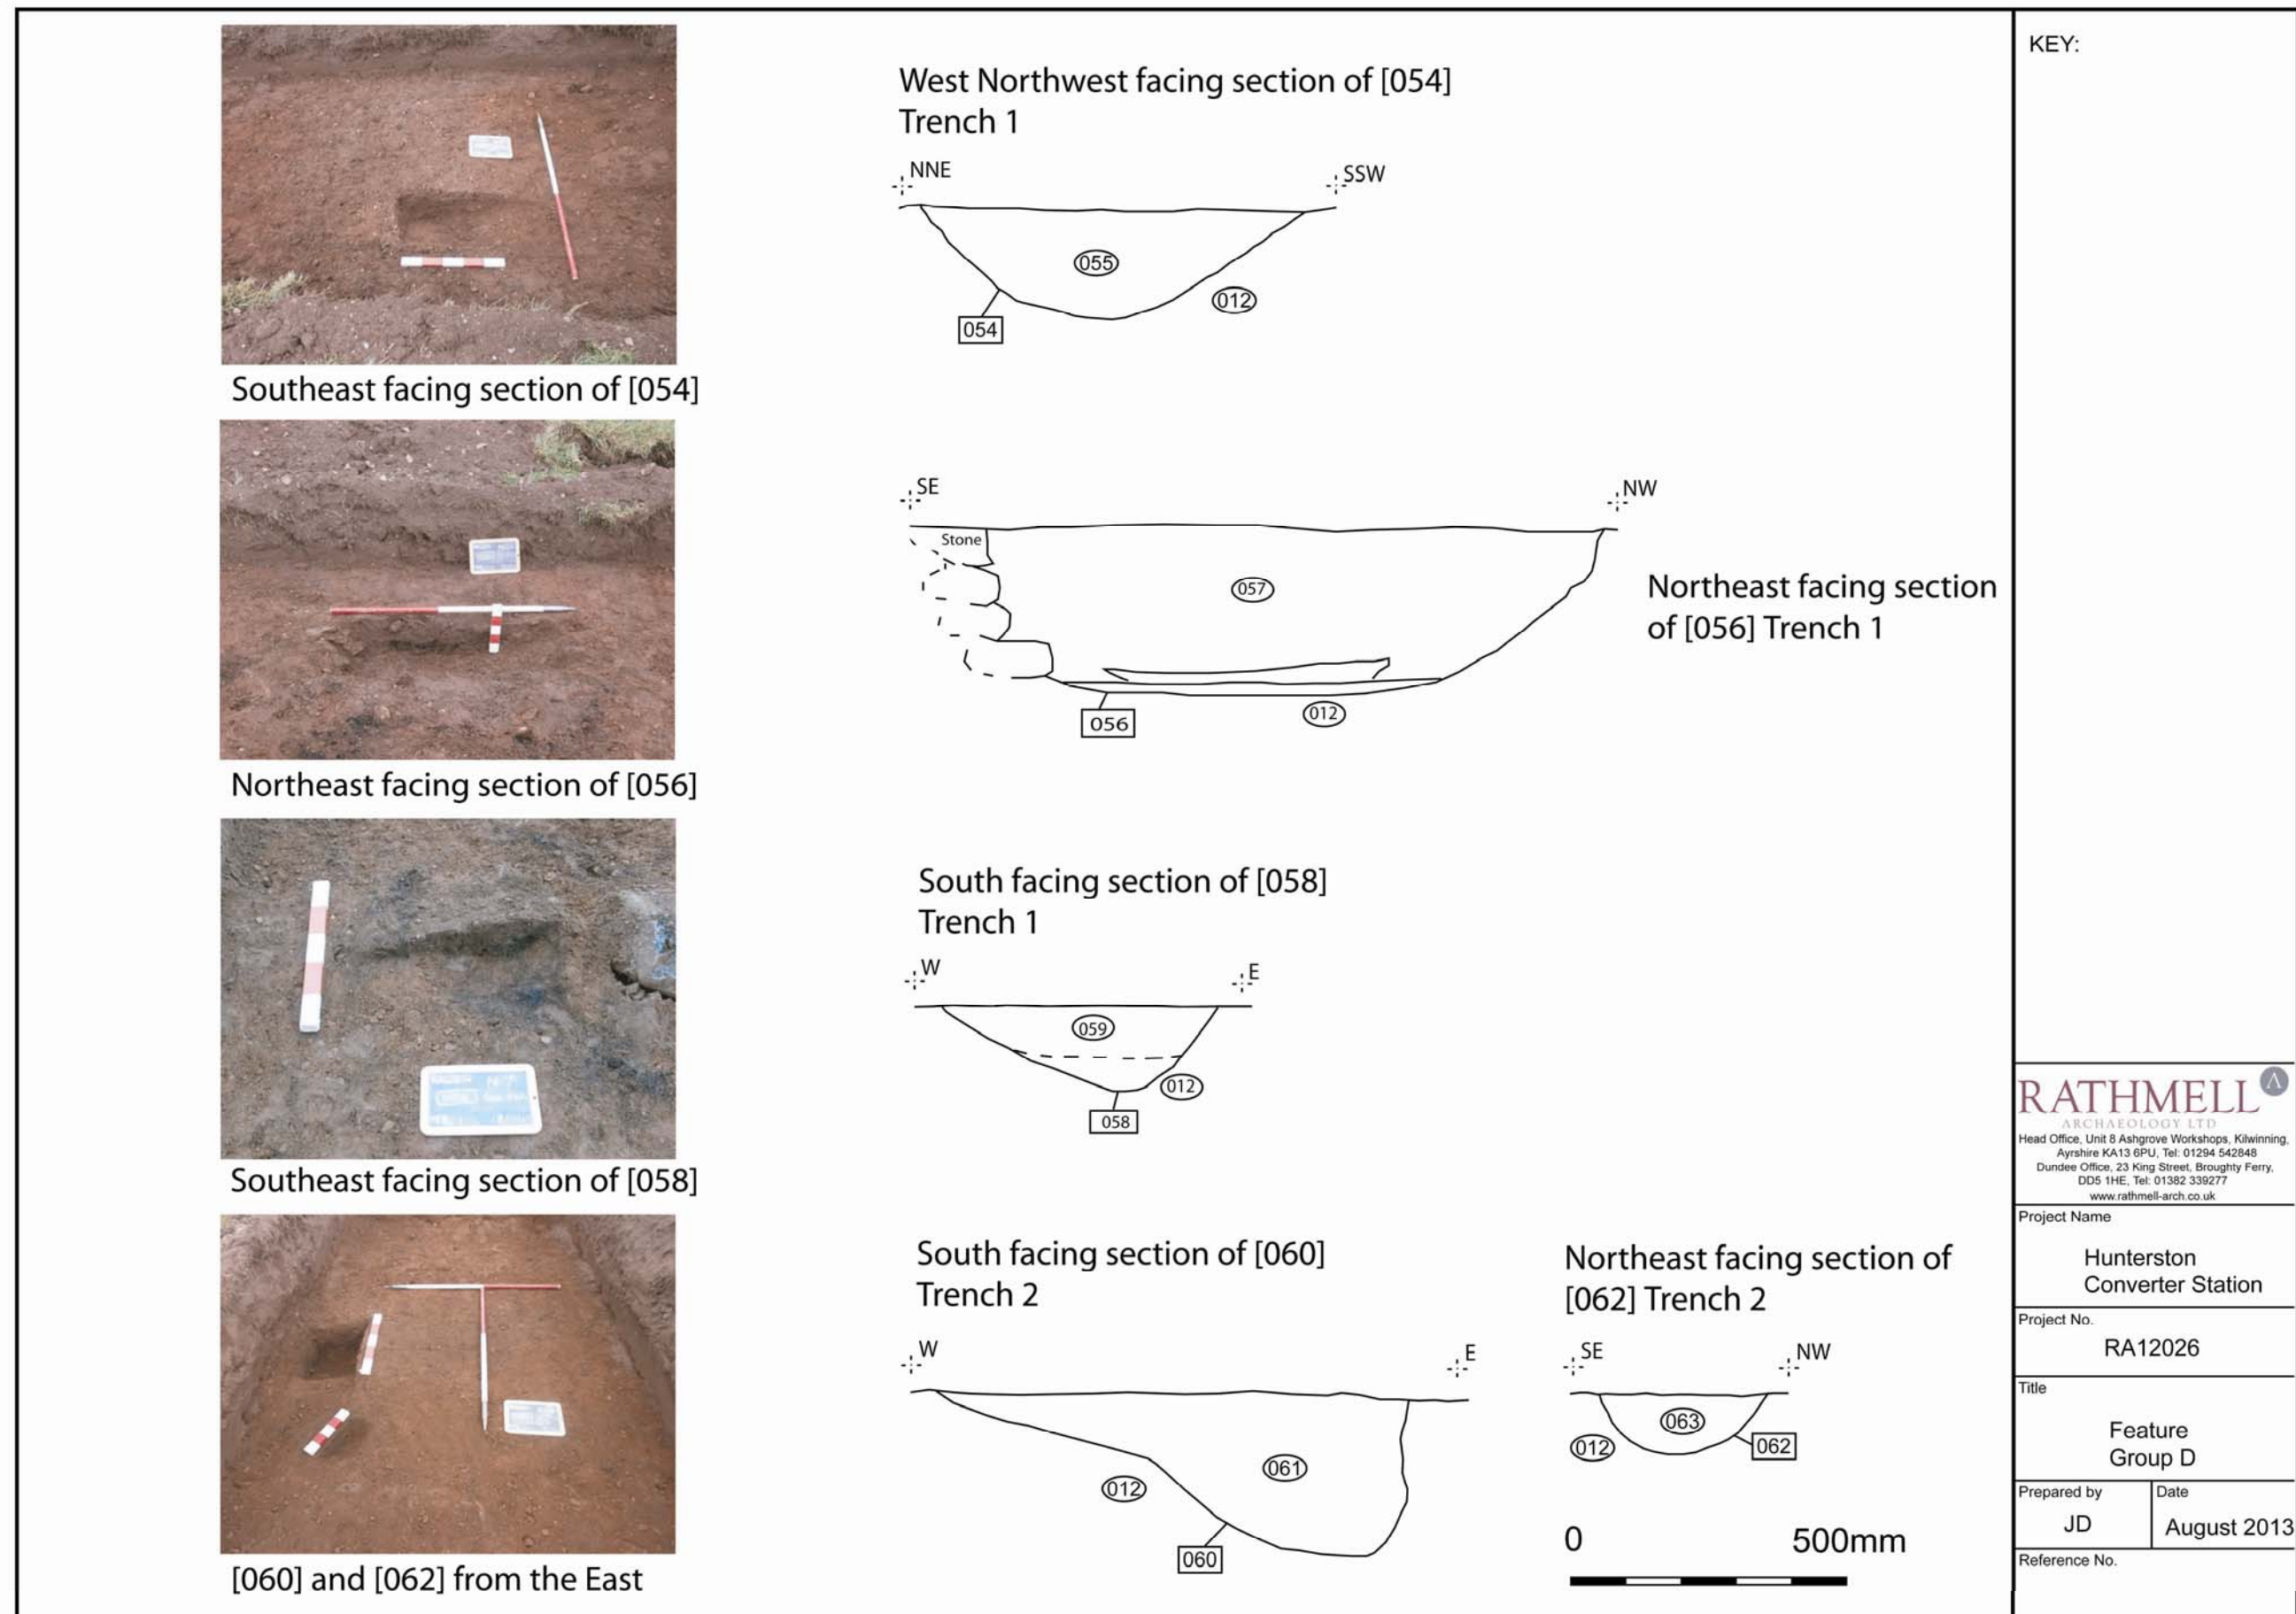 Southeast facing section of [054]
Northeast facing section of [056]
Southeast facing section of [058]
[060] and [062] from the East
West Northwest facing section of [054]
Trench 1
NNE
SSW
055
012
054
SE
NW
Stone
057
056
012
Northeast facing section
of [056] Trench 1
South facing section of [058]
Trench 1
W
E
059
012
058
South facing section of [060]
Trench 2
W
E
061
012
060
Northeast facing section of
[062] Trench 2
SE
NW
063
012
062
0 500mm
KEY:
RATHMELL
ARCHAEOLOGY LTD
Head Office, Unit 8 Ashgrove Workshops, Kilwinning,
Ayrshire KA13 6PU, Tel: 01294 542848
Dundee Office, 23 King Street, Broughty Ferry,
DD5 1HE, Tel: 01382 339277
www.rathmell-arch.co.uk
Project Name
Hunterston
Converter Station
Project No.
RA12026
Title
Feature
Group D
Prepared by
JD
Date
August 2013
Reference No.